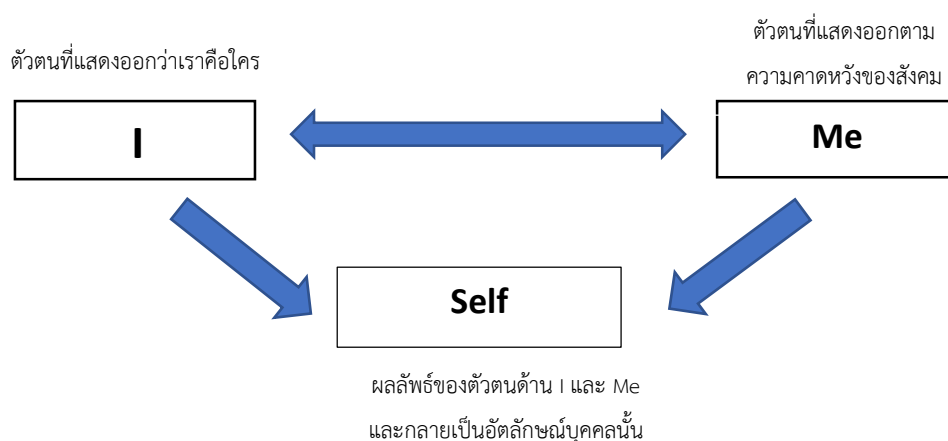 ตัวตนที่แสดงออกว่าเราคือใคร
ตัวตนที่แสดงออกตาม
ความคาดหวังของสังคม
I
Me
Self
ผลลัพธ์ของตัวตนด้าน I และ Me
และกลายเป็นอัตลักษณ์บุคคลนั้น